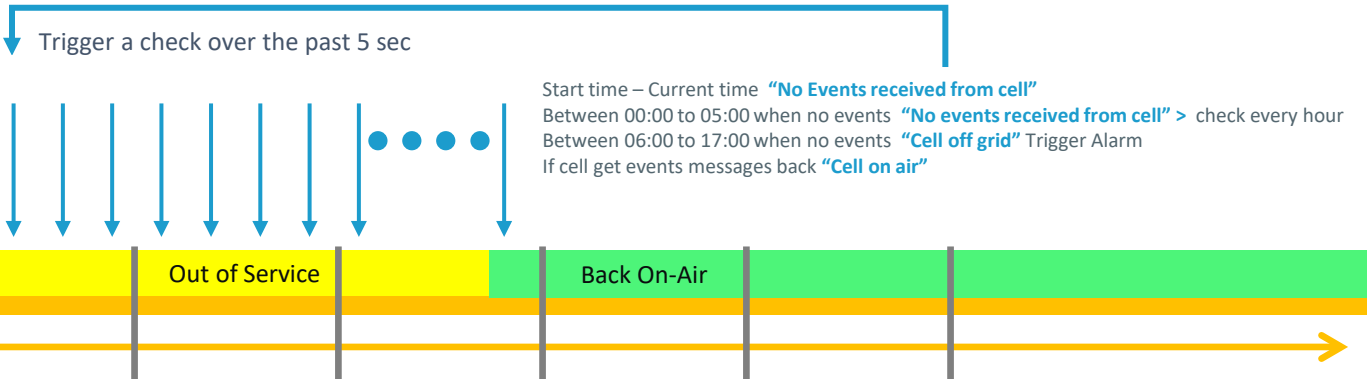 Trigger a check over the past 5 sec
Start time – Current time “No Events received from cell”
Between 00:00 to 05:00 when no events “No events received from cell” > check every hour
Between 06:00 to 17:00 when no events “Cell off grid” Trigger Alarm
If cell get events messages back “Cell on air”
Out of Service
Back On-Air